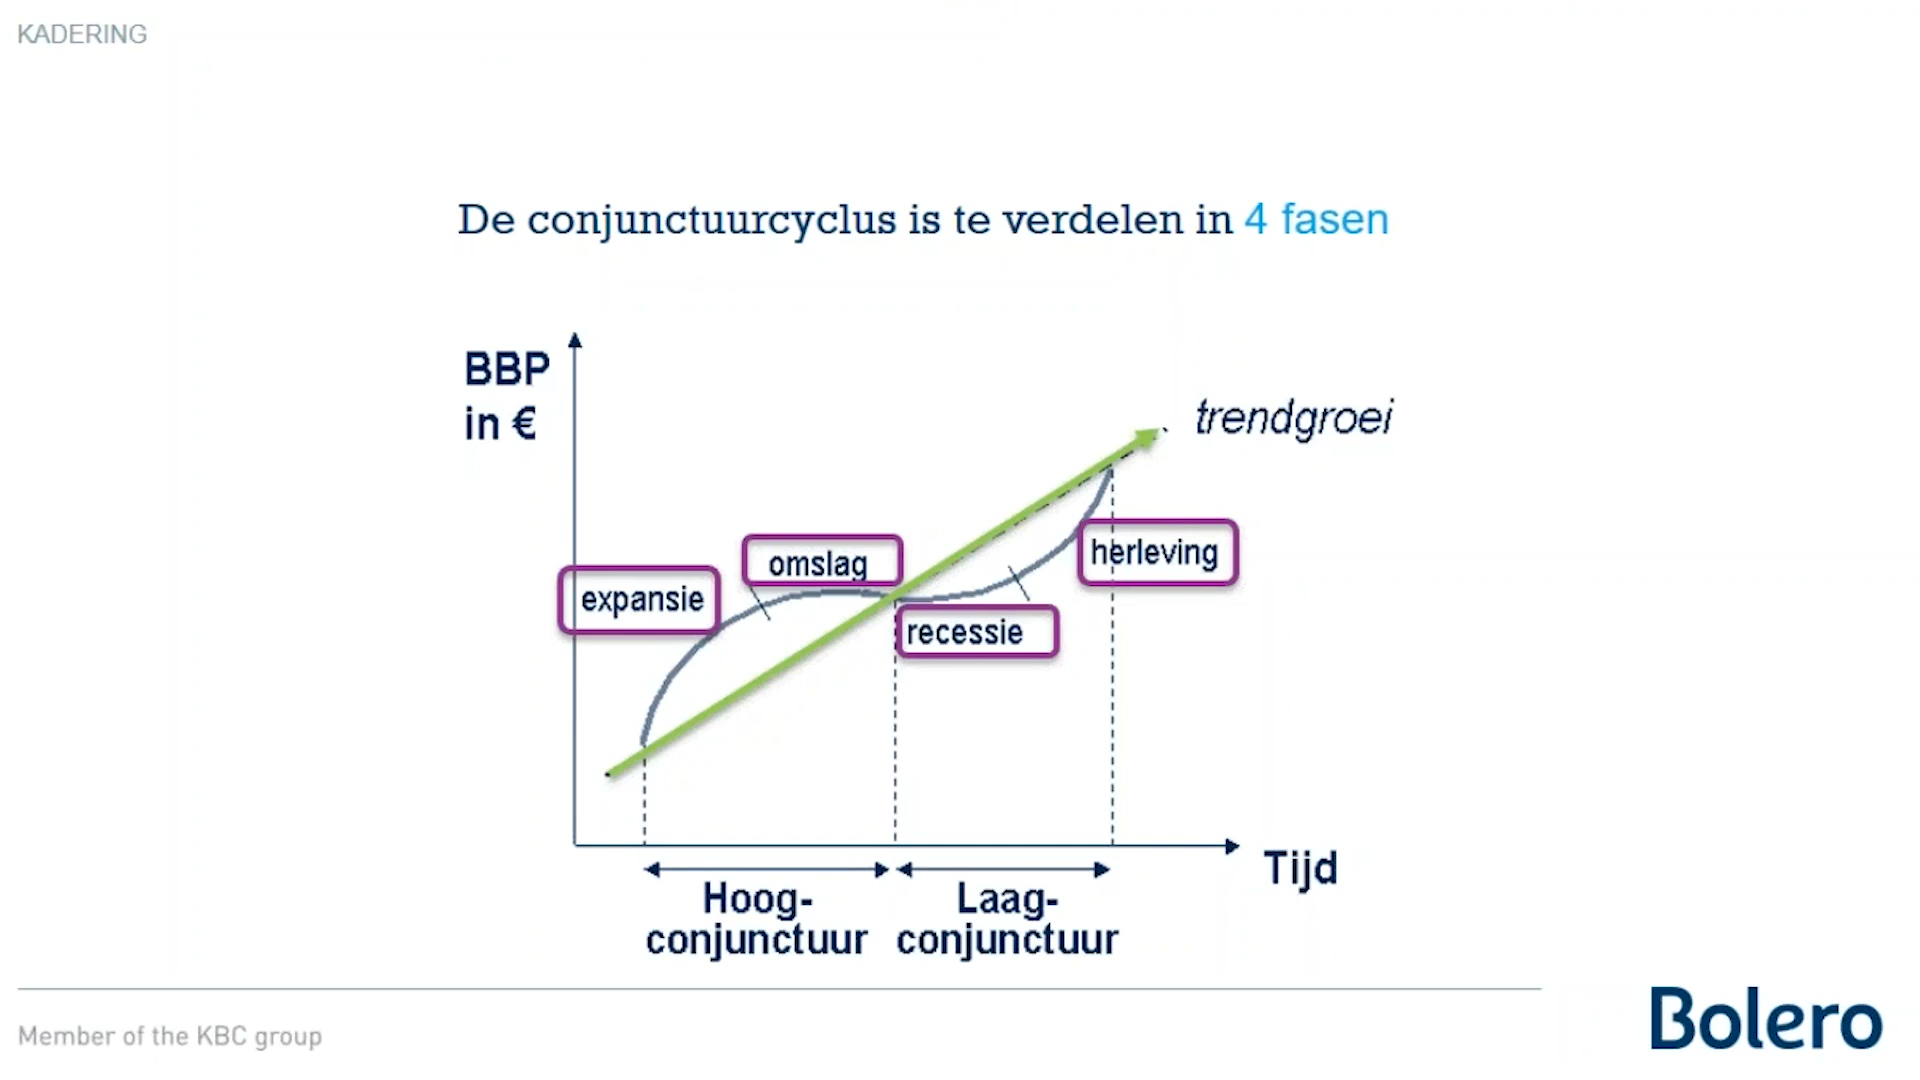 KADERING
De conjunctuurcyclus is te verdelen in 4 fasen
BBP
in €
trendgroei
omslag
herleving
expansie
recessie
Tijd
Hoog-
conjunctuur
Laag-
conjunctuur
Member of the KBC group
Bolero